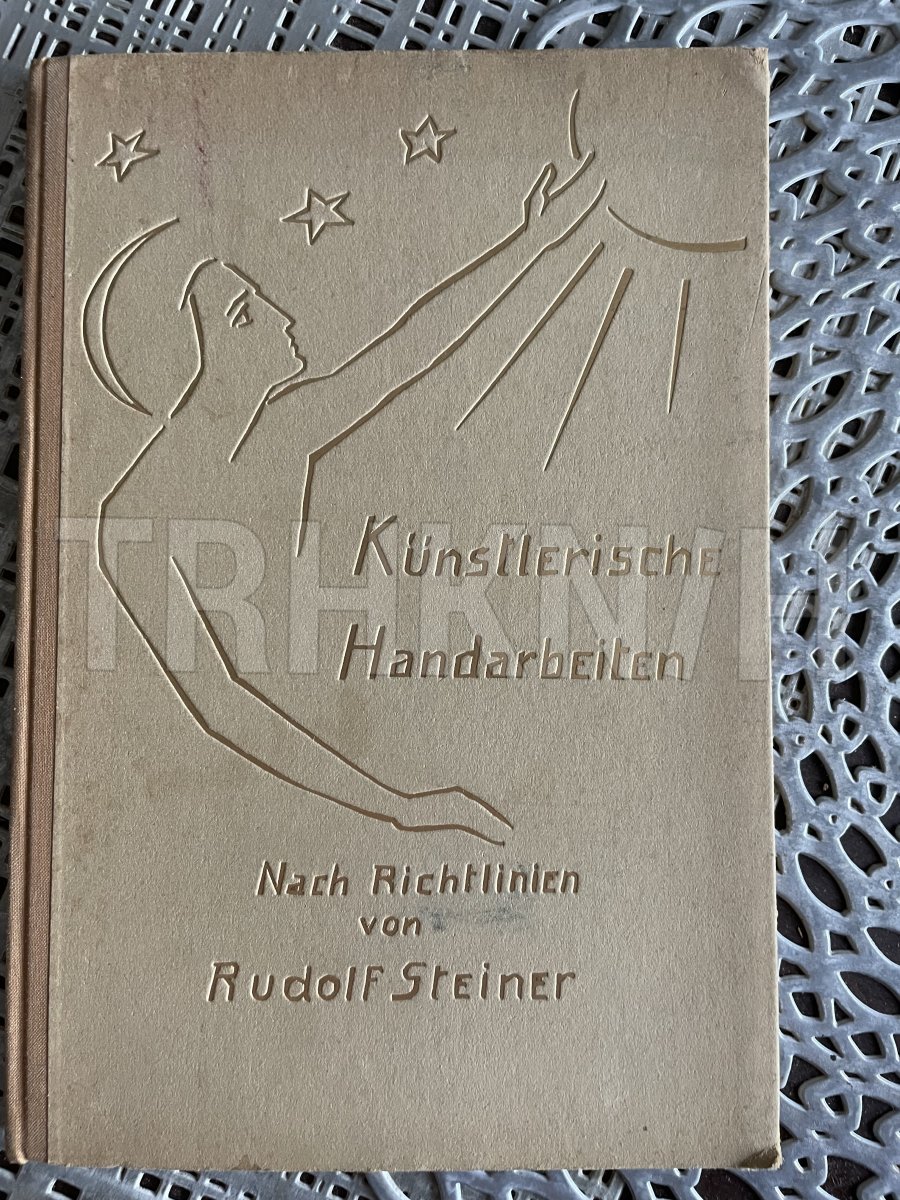 Künstlerische
Handarbeiten
Nach Richtlinien
von
Rudolf Steiner